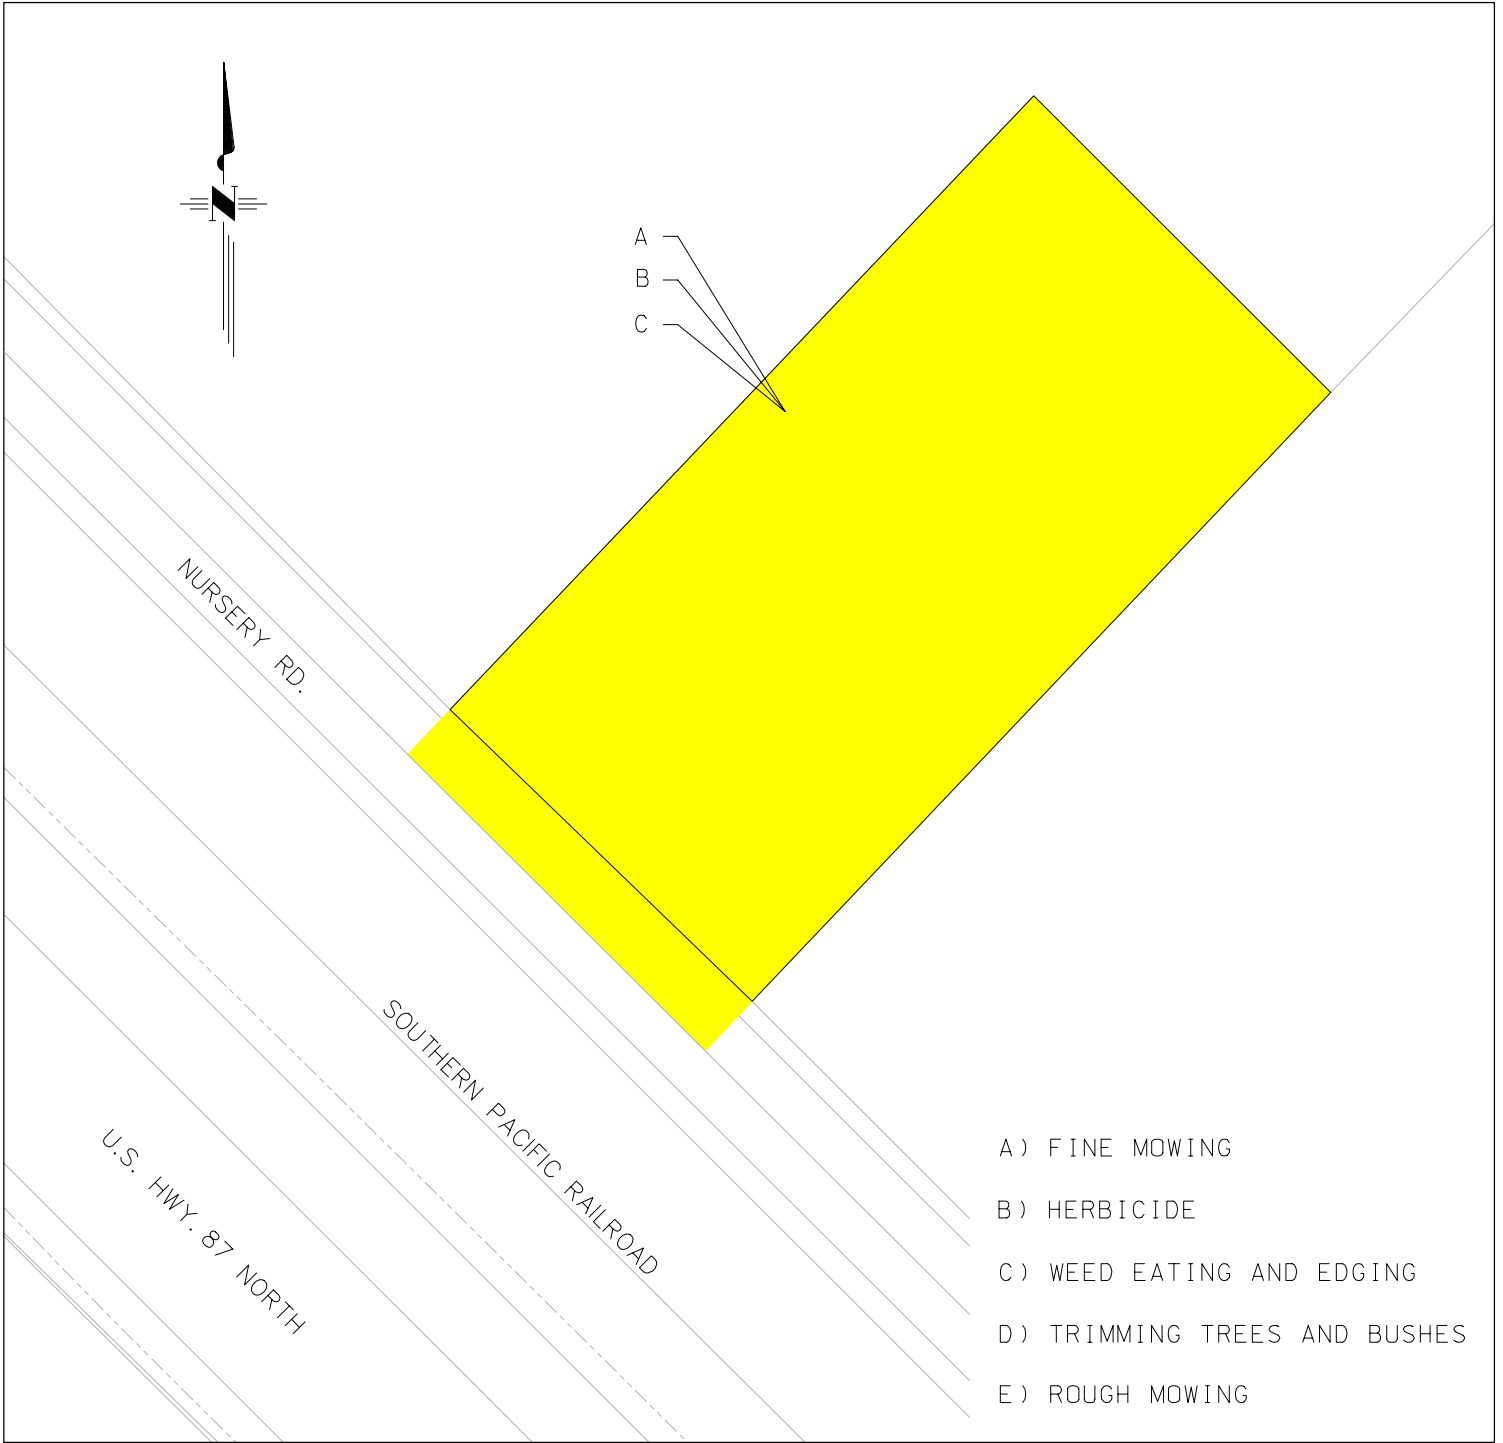 N
A
B
C
NURSERY RD.
SOUTHERN PACIFIC RAILROAD
U.S. HWY. 87 NORTH
A) FINE MOWING
B) HERBICIDE
C) WEED EATING AND EDGING
D) TRIMMING TREES AND BUSHES
E) ROUGH MOWING